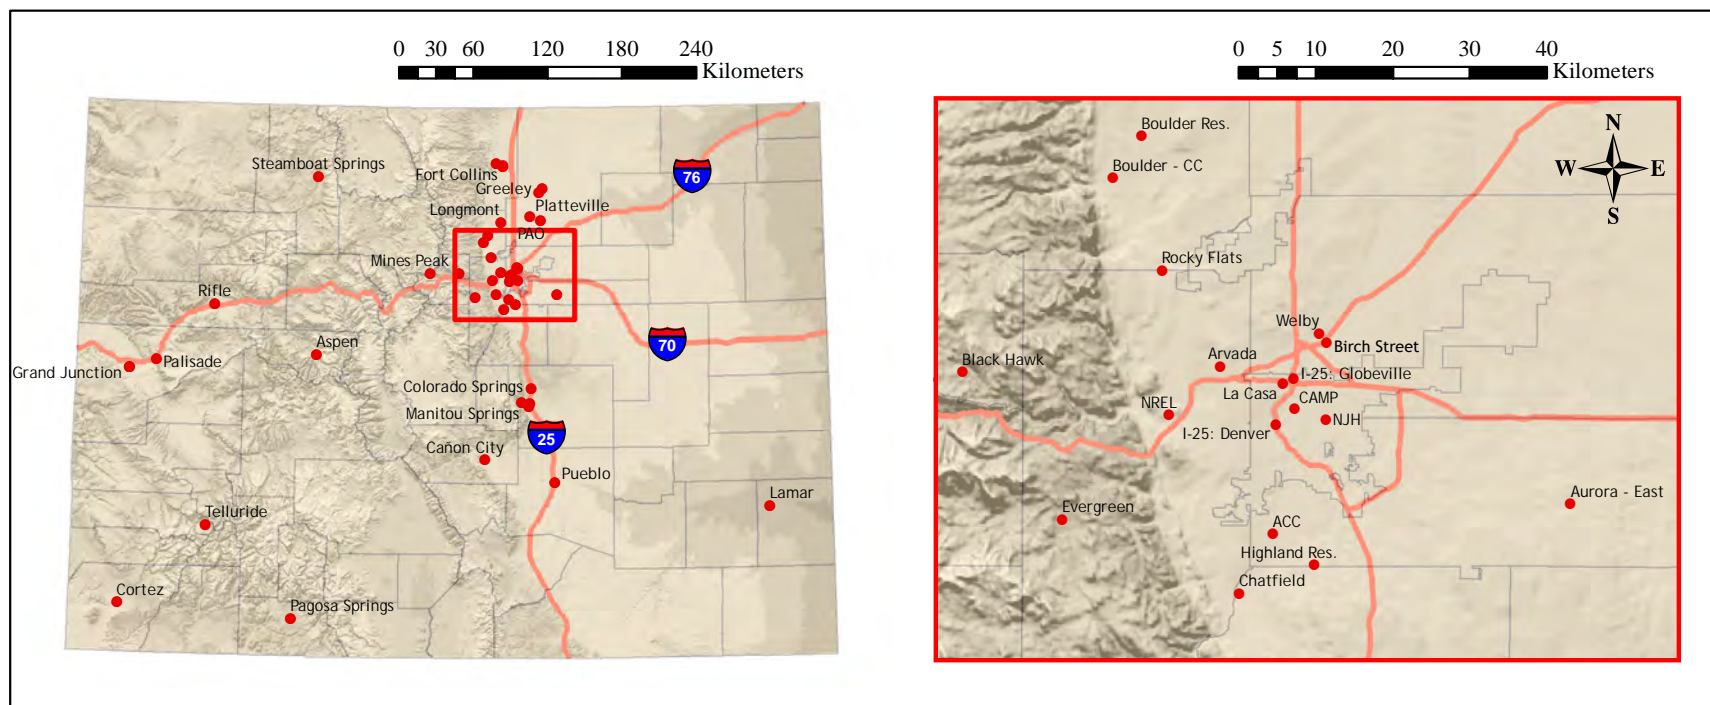 0 30 60 120 180 240
Kilometers
Steamboat Springs
Fort Collins
Greeley
Longmont
Platteville
PAO
Mines Peak
Rifle
Aspen
Palisade
Grand Junction
Colorado Springs
Manitou Springs
Cañon City
Pueblo
Lamar
Telluride
Cortez
Pagosa Springs
76
70
25
0 5 10 20 30 40
Kilometers
N
W E
S
Boulder Res.
Boulder - CC
Rocky Flats
Welby
Birch Street
Arvada
Black Hawk
I-25: Globeville
La Casa
CAMP
NREL
NJH
I-25: Denver
Aurora - East
Evergreen
ACC
Highland Res.
Chatfield